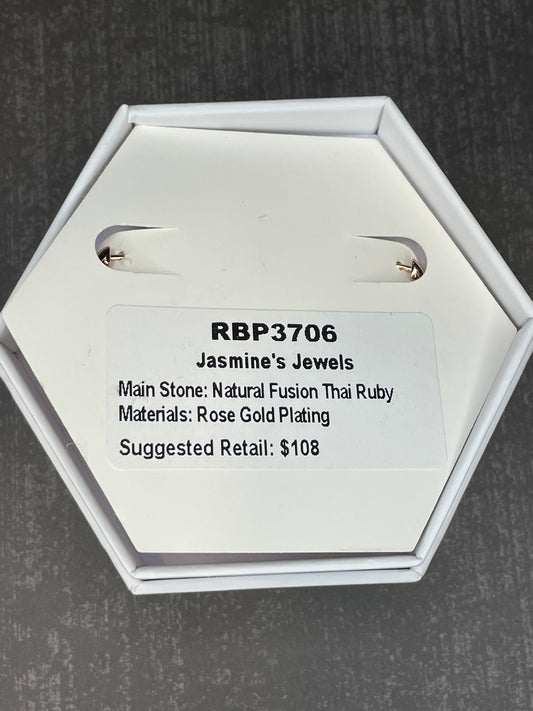 RBP3706
Jasmine's Jewels
Main Stone: Natural Fusion Thai Ruby
Materials: Rose Gold Plating
Suggested Retail: $108